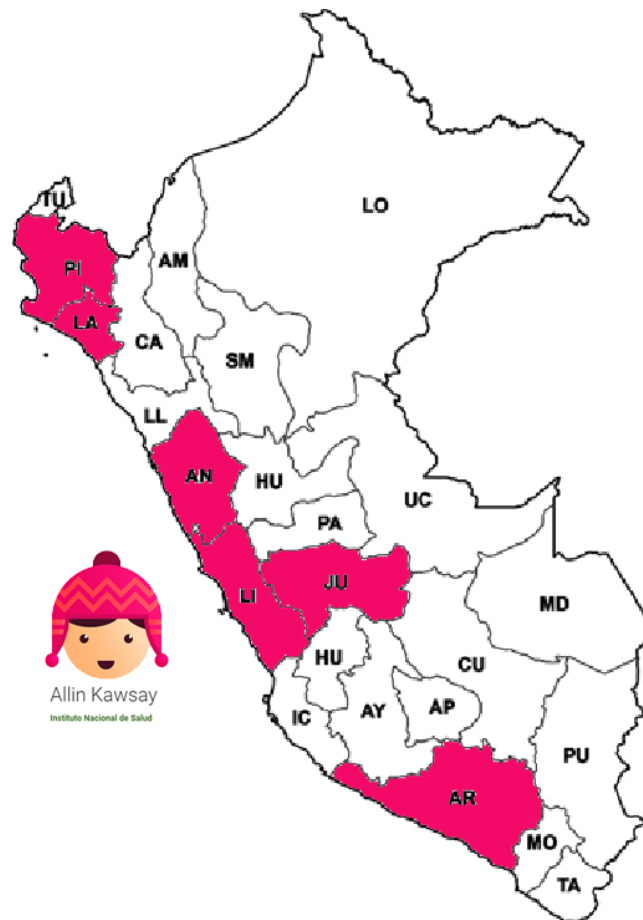 TU
LO
AM
PI
LA
CA
SM
LL
AN
HU
UC
PA
JU
LI
MD
HU
CU
IC
AY
AP
PU
AR
MO
TA
Allin Kawsay
Instituto Nacional de Salud